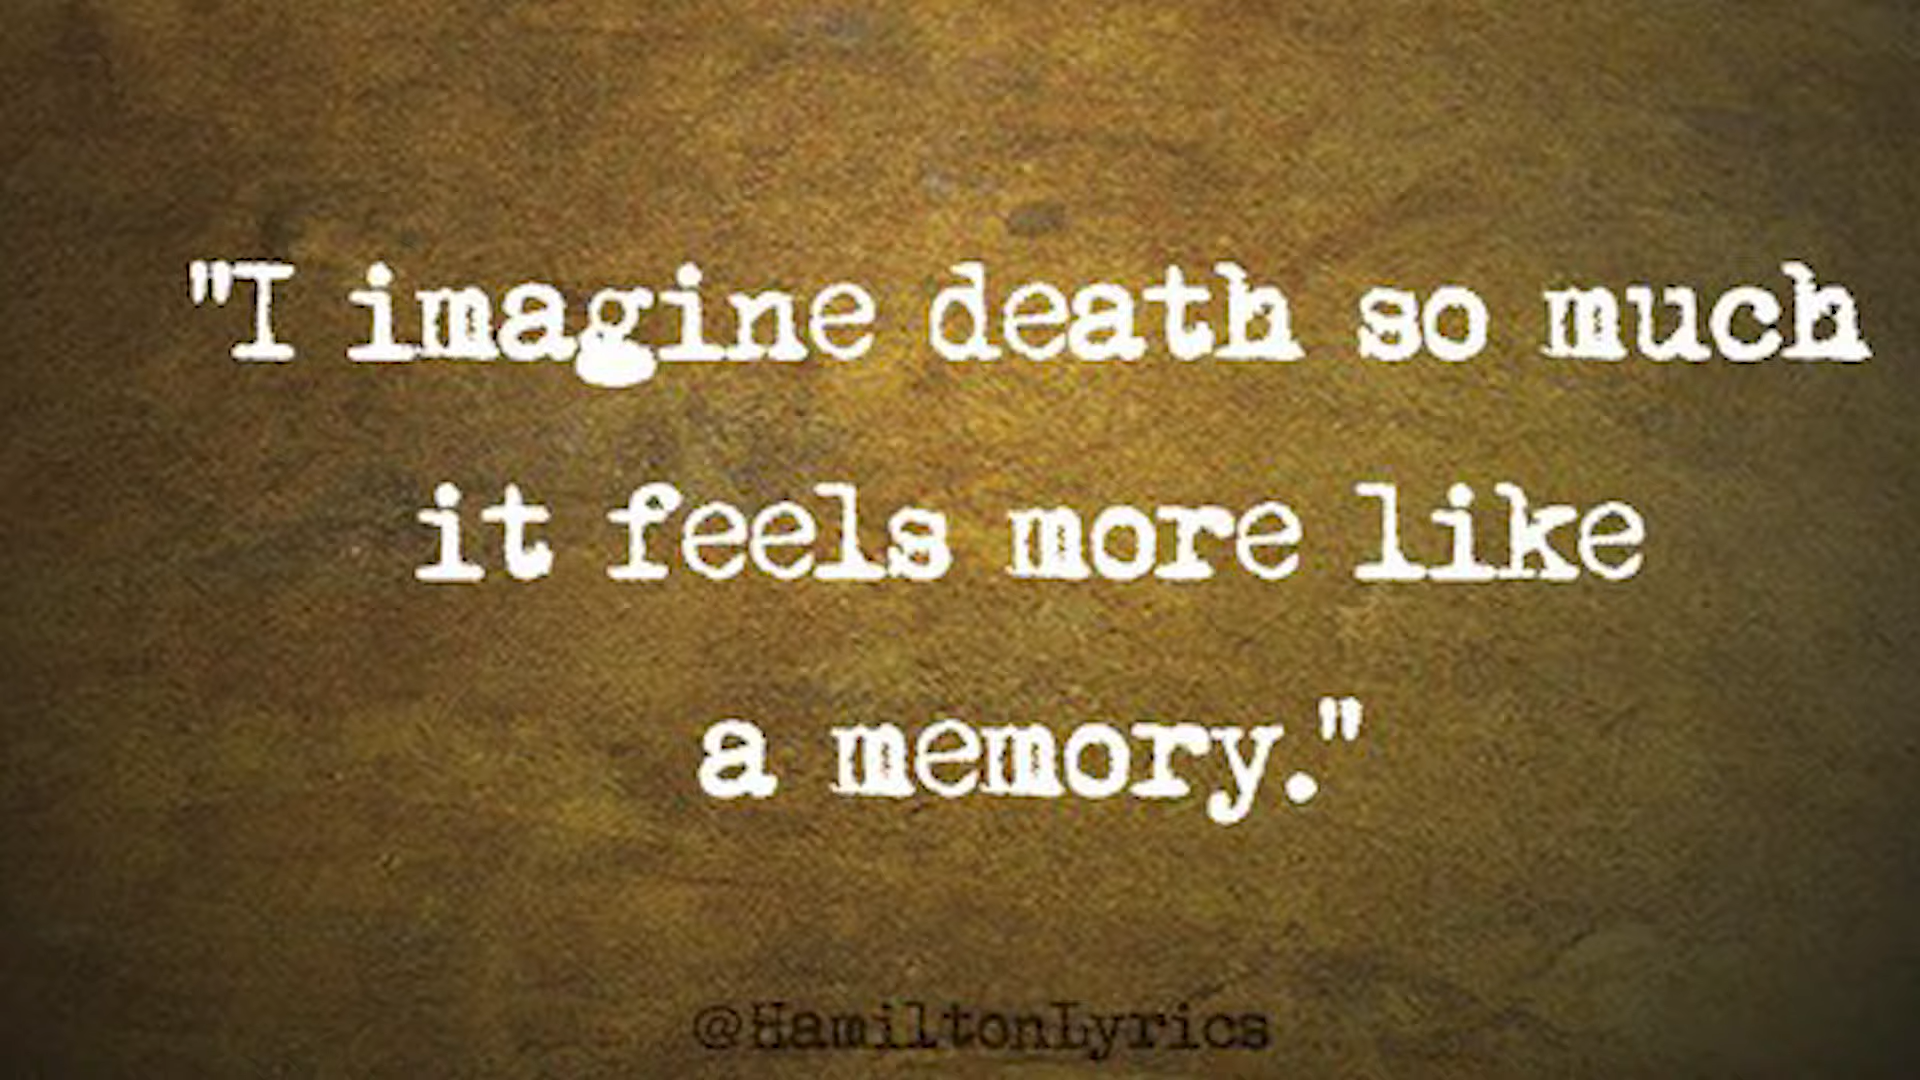 "I imagine death so much
it feels more like
a memory."
@HamiltonLyrics